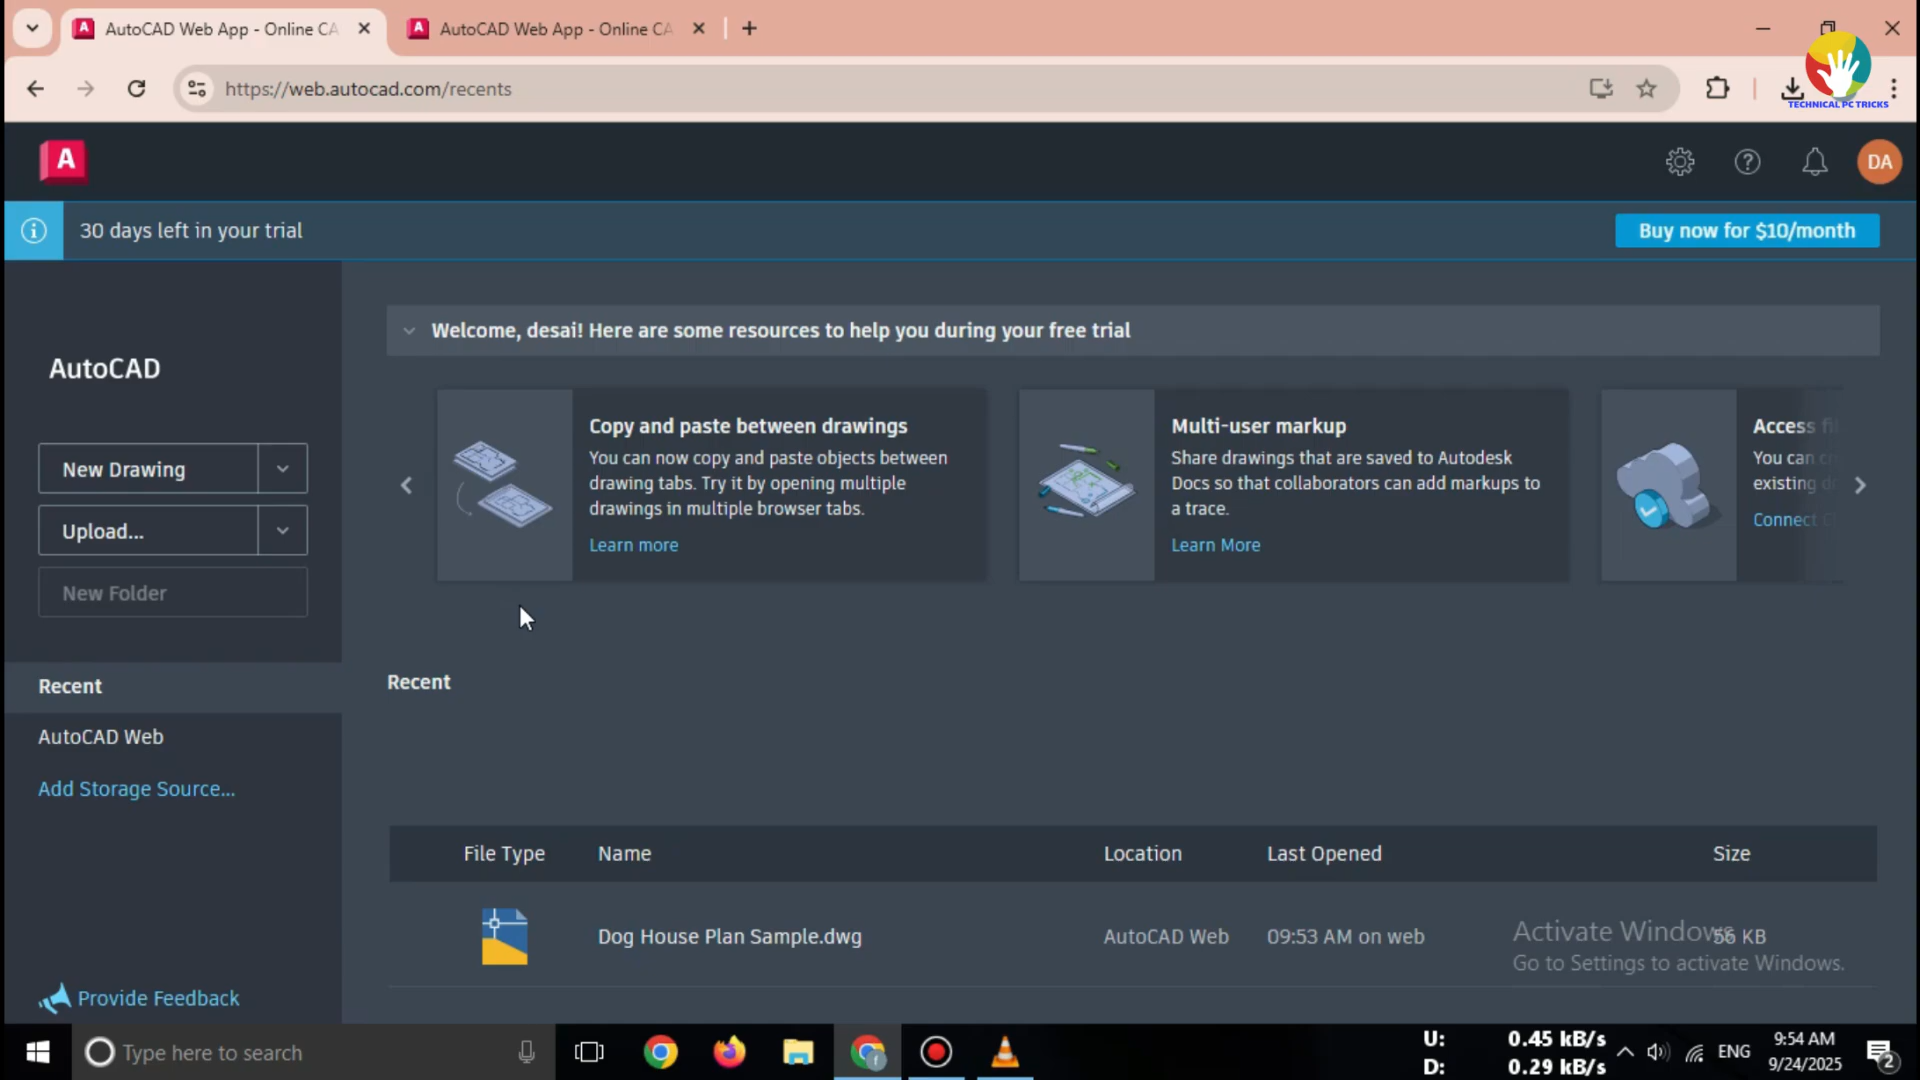 AutoCAD Web App - Online CA
AutoCAD Web App - Online CA
https://web.autocad.com/recents
TECHNICAL PC TRICKS
A
DA
30 days left in your trial
Buy now for $10/month
Welcome, desai! Here are some resources to help you during your free trial
AutoCAD
New Drawing
Upload...
New Folder
Copy and paste between drawings
You can now copy and paste objects between
drawing tabs. Try it by opening multiple
drawings in multiple browser tabs.
Learn more
Multi-user markup
Share drawings that are saved to Autodesk
Docs so that collaborators can add markups to
a trace.
Learn More
Access
You can
existing
Connect
Recent
AutoCAD Web
Add Storage Source...
Provide Feedback
Recent
File Type Name Location Last Opened Size
Dog House Plan Sample.dwg AutoCAD Web 09:53 AM on web 56 KB
Activate Windows
Go to Settings to activate Windows.
Type here to search
U: 0.45 kB/s
D: 0.29 kB/s
ENG
9:54 AM
9/24/2025
2